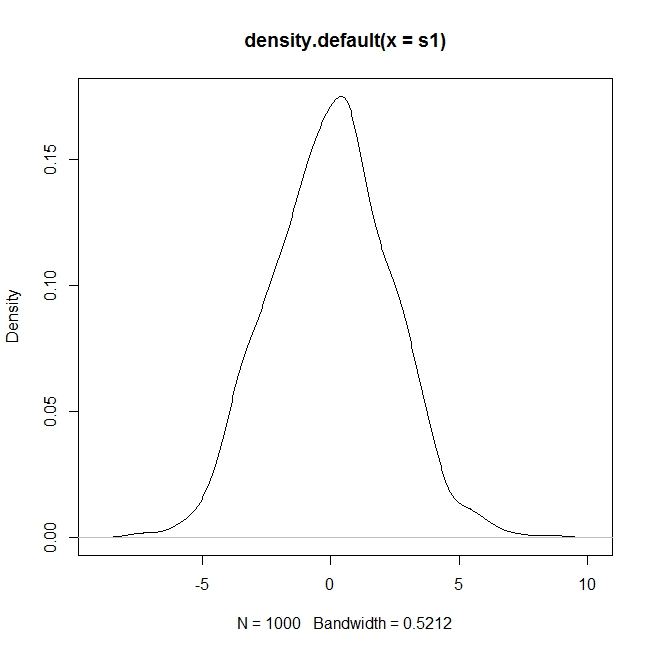 density.default(x = s1)
Density
0.15
0.10
0.05
0.00
-5 0 5 10
N = 1000 Bandwidth = 0.5212